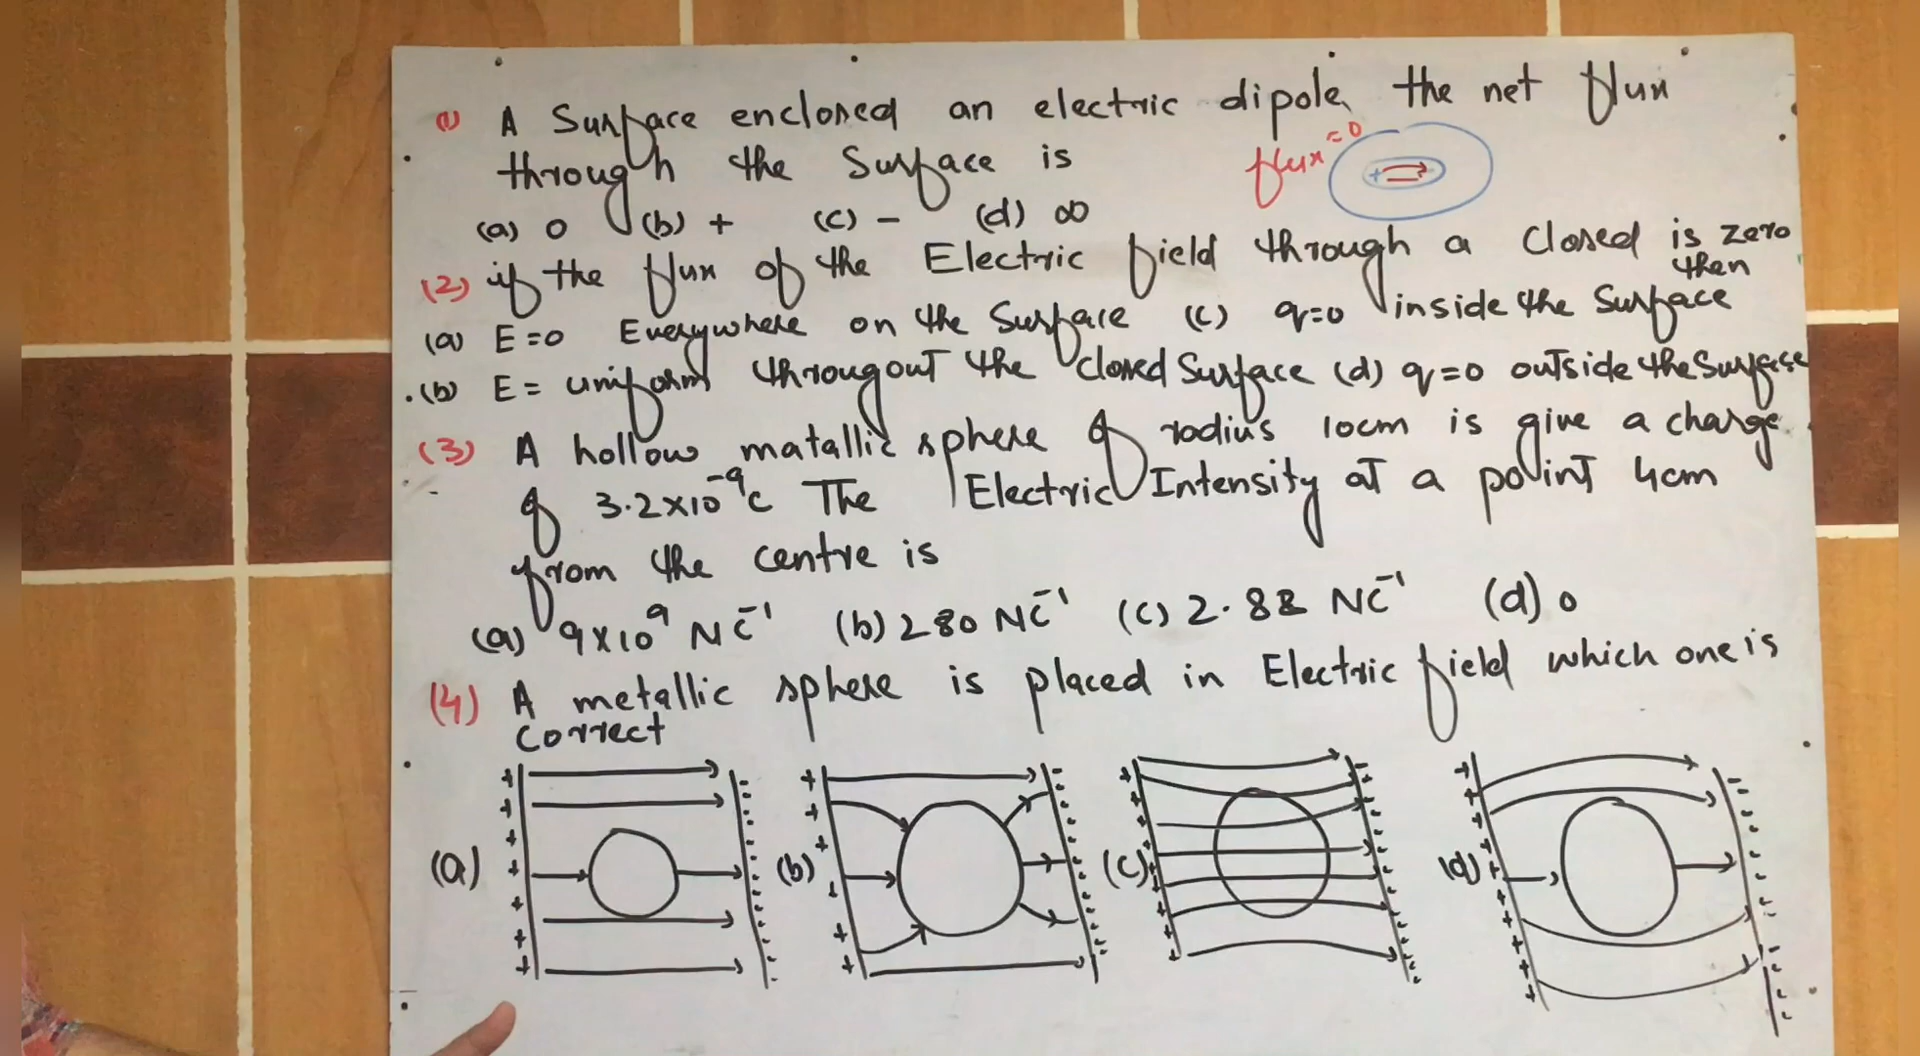 (1) A Surface enclosed an electric dipole, the net flux
through the Surface is
flux = 0
+
(a) 0 (b) + (c) - (d) ∞
(2) if the flux of the Electric field through a closed is zero
then
(a) E=0 Everywhere on the Surface (c) q=0 inside the Surface
(b) E= uniform througout the closed Surface (d) q=0 outside the Surface
(3) A hollow matallic sphere of radius 10cm is give a charge
of 3.2×10⁻⁹c The Electric Intensity at a point 4cm
from the centre is
(a) 9×10⁹ NC⁻¹ (b) 280 NC⁻¹ (c) 2.88 NC⁻¹ (d) 0
(4) A metallic sphere is placed in Electric field which one is
correct
(a) (b) (c) (d)